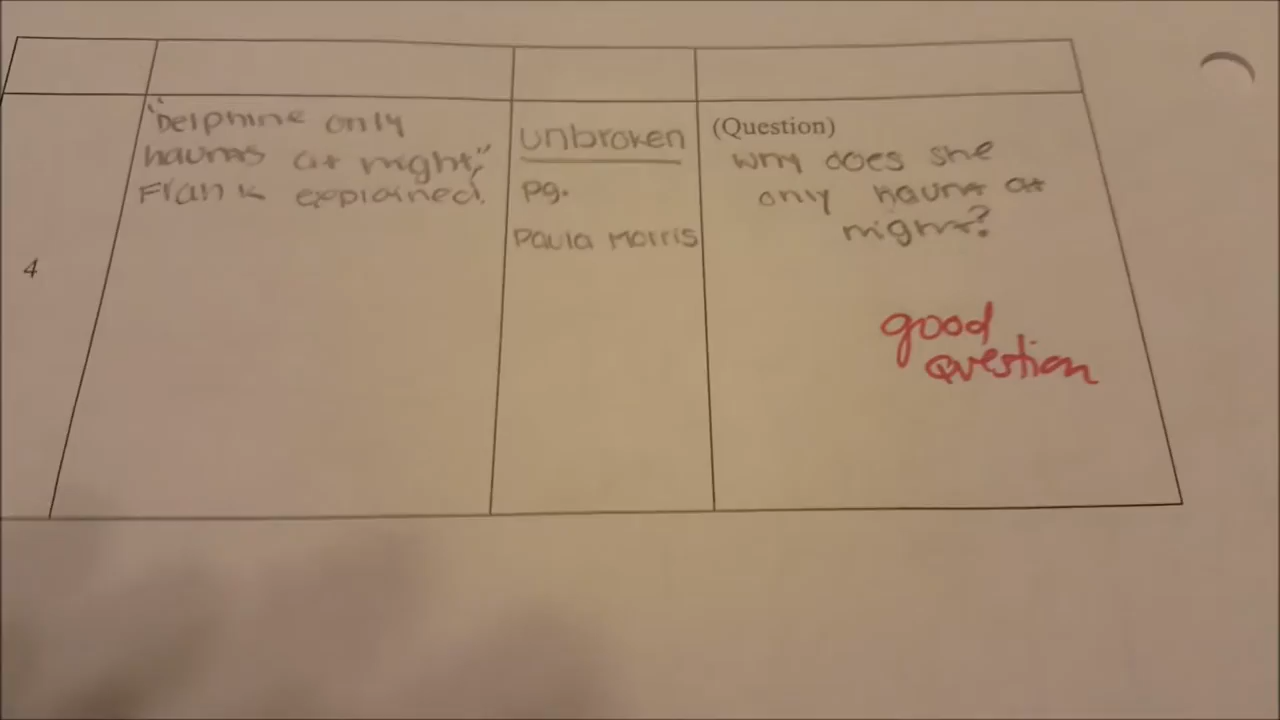 4
"Delphine only
haunts at night,"
Frank explained.
Unbroken
pg.
Paula Morris
(Question)
why does she
only haunt at
night?
good
question